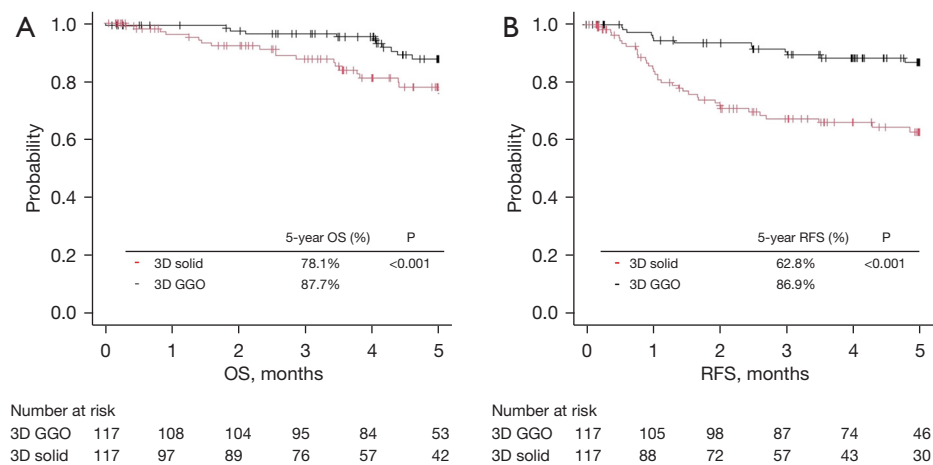 A
1.0
0.8
0.6
0.4
0.2
0.0
Probability
5-year OS (%) P
- 3D solid 78.1% <0.001
- 3D GGO 87.7%
0 1 2 3 4 5
OS, months
Number at risk
3D GGO 117 108 104 95 84 53
3D solid 117 97 89 76 57 42
B
1.0
0.8
0.6
0.4
0.2
0.0
Probability
5-year RFS (%) P
- 3D solid 62.8% <0.001
- 3D GGO 86.9%
0 1 2 3 4 5
RFS, months
Number at risk
3D GGO 117 105 98 87 74 46
3D solid 117 88 72 57 43 30